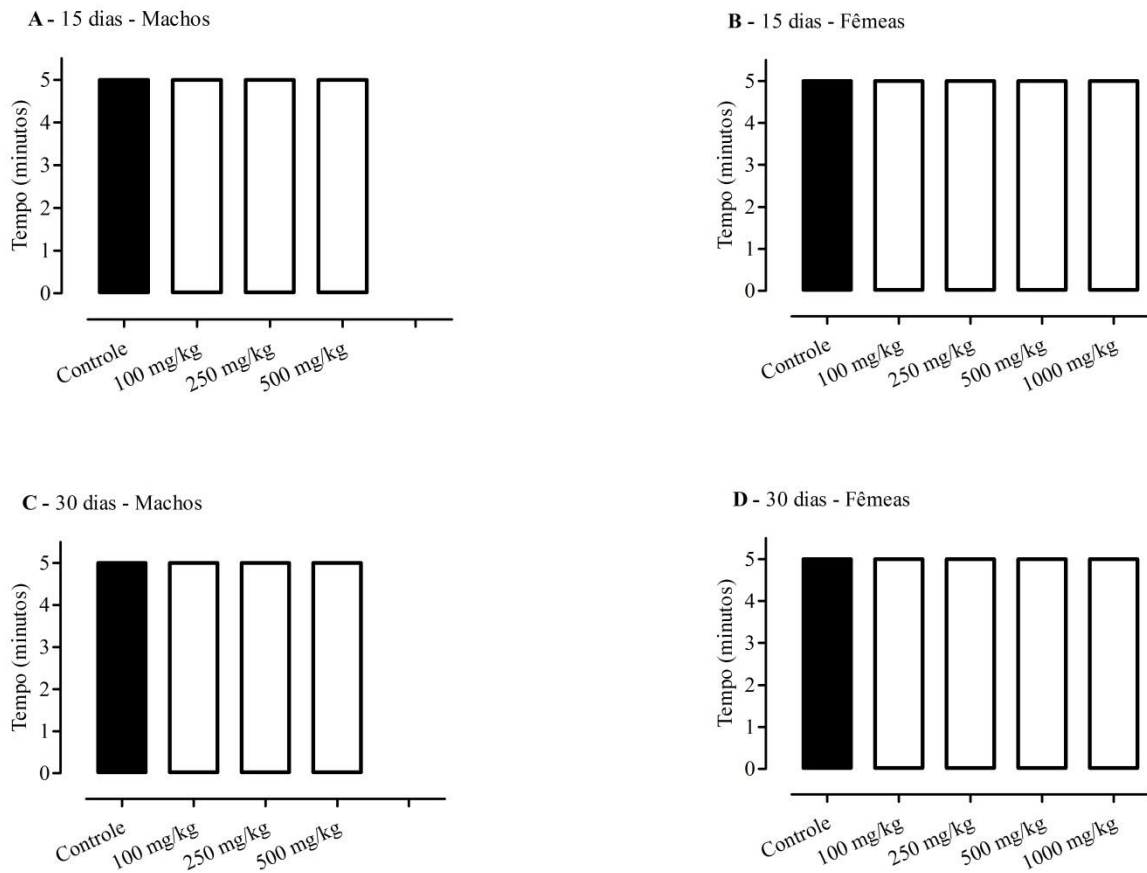 A - 15 dias - Machos
Tempo (minutos)
5
4
3
2
1
0
Controle
100 mg/kg
250 mg/kg
500 mg/kg
B - 15 dias - Fêmeas
Tempo (minutos)
5
4
3
2
1
0
Controle
100 mg/kg
250 mg/kg
500 mg/kg
1000 mg/kg
C - 30 dias - Machos
Tempo (minutos)
5
4
3
2
1
0
Controle
100 mg/kg
250 mg/kg
500 mg/kg
D - 30 dias - Fêmeas
Tempo (minutos)
5
4
3
2
1
0
Controle
100 mg/kg
250 mg/kg
500 mg/kg
1000 mg/kg